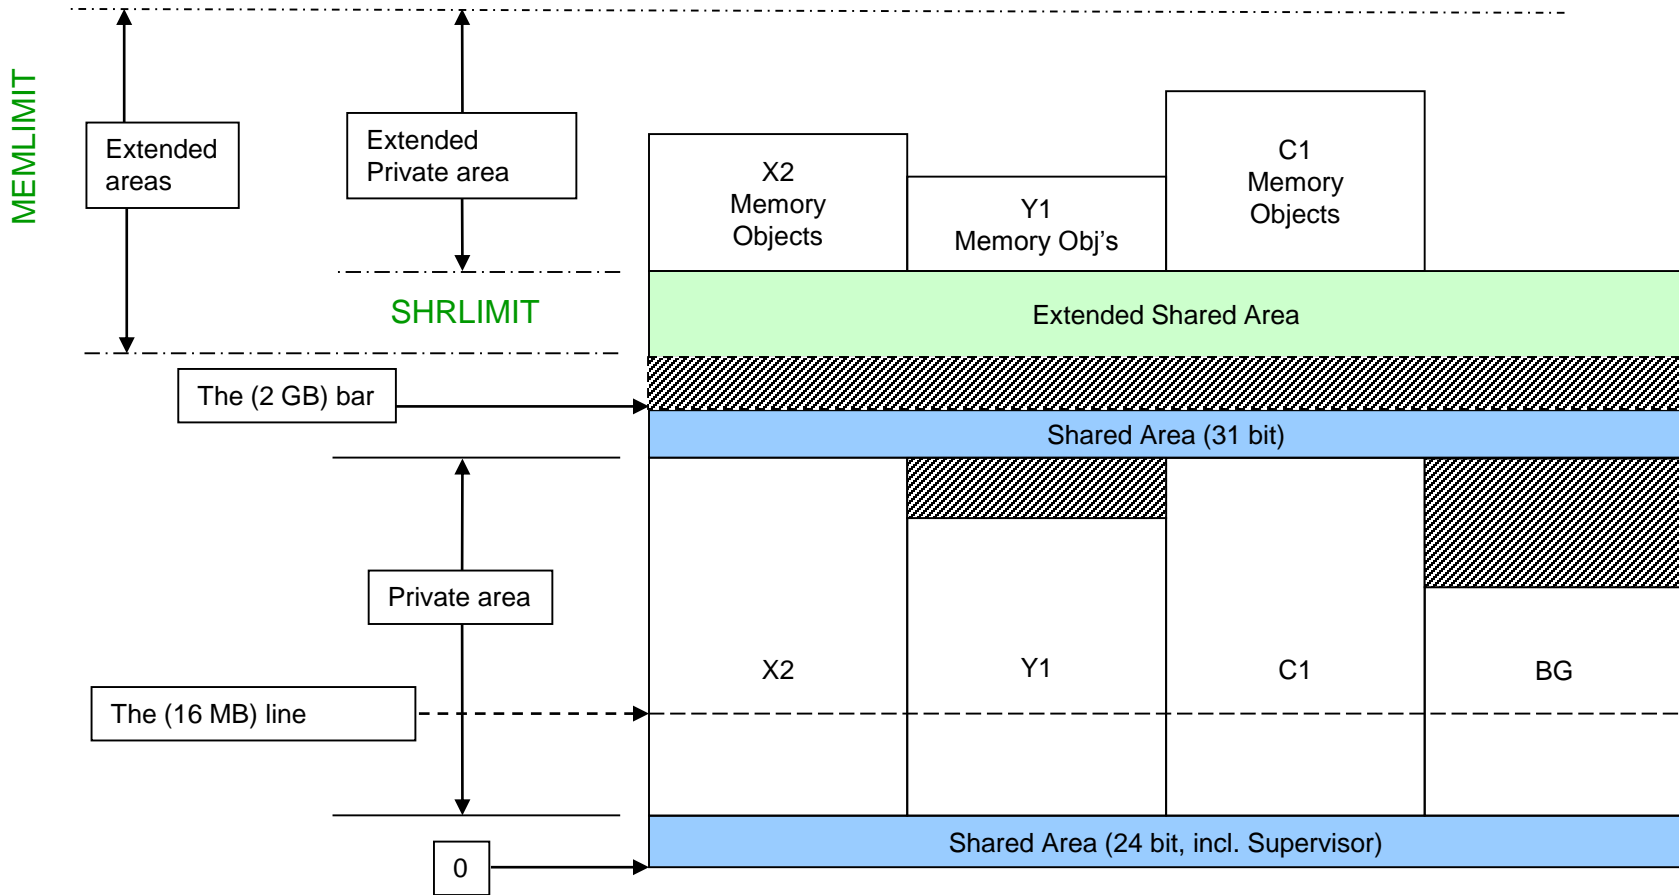 MEMLIMIT
Extended
areas
Extended
Private area
X2
Memory
Objects
Y1
Memory Obj's
C1
Memory
Objects
SHRLIMIT
Extended Shared Area
The (2 GB) bar
Shared Area (31 bit)
Private area
X2
Y1
C1
BG
The (16 MB) line
Shared Area (24 bit, incl. Supervisor)
0